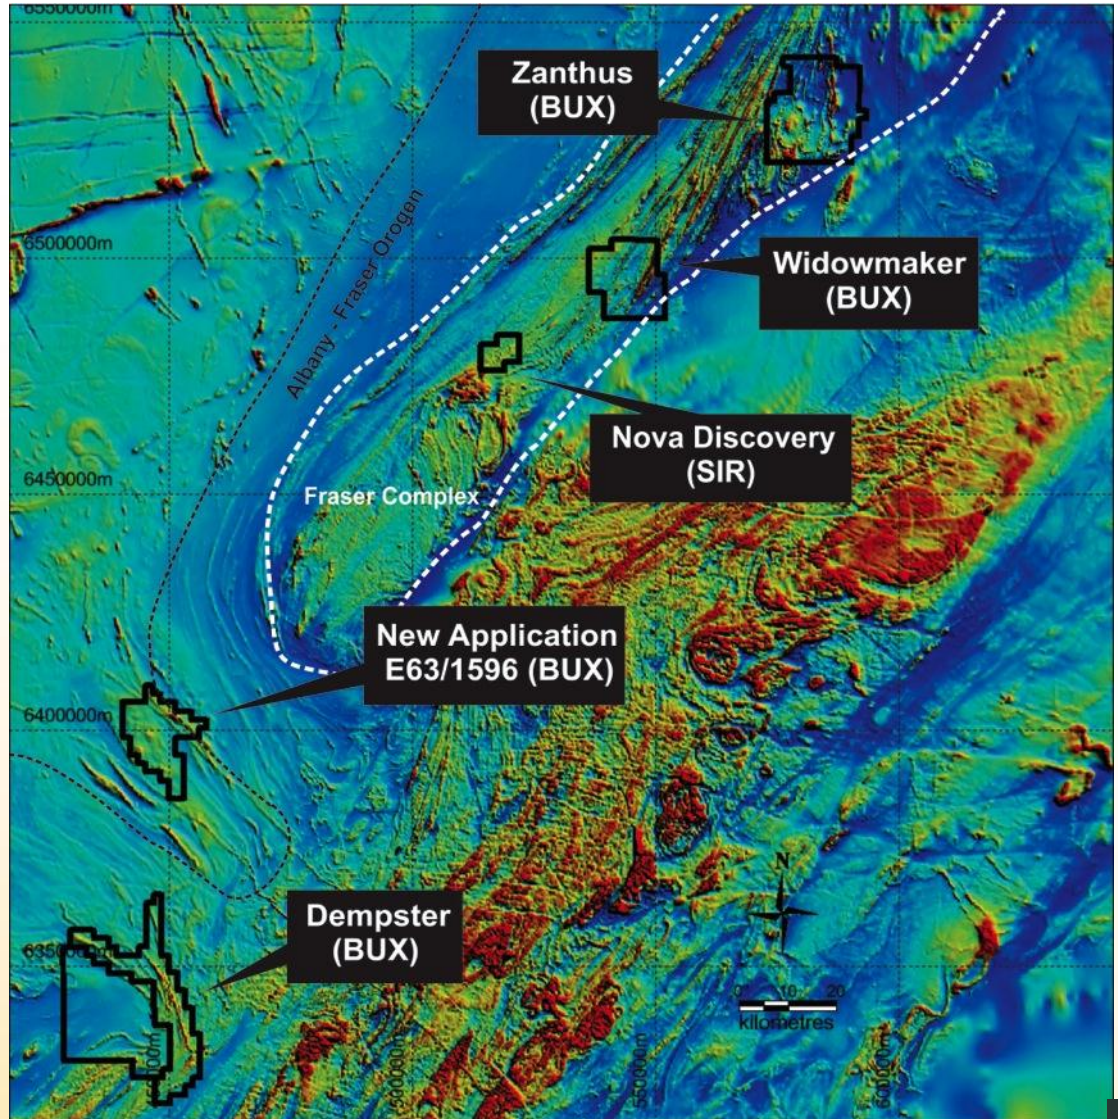 6550000m
Zanthus
(BUX)
Albany - Fraser Orogen
6500000m
Widowmaker
(BUX)
Nova Discovery
(SIR)
6450000m
Fraser Complex
New Application
E63/1596 (BUX)
6400000m
N
Dempster
(BUX)
6350000m
0 10 20
kilometres
500000m
550000m
600000m